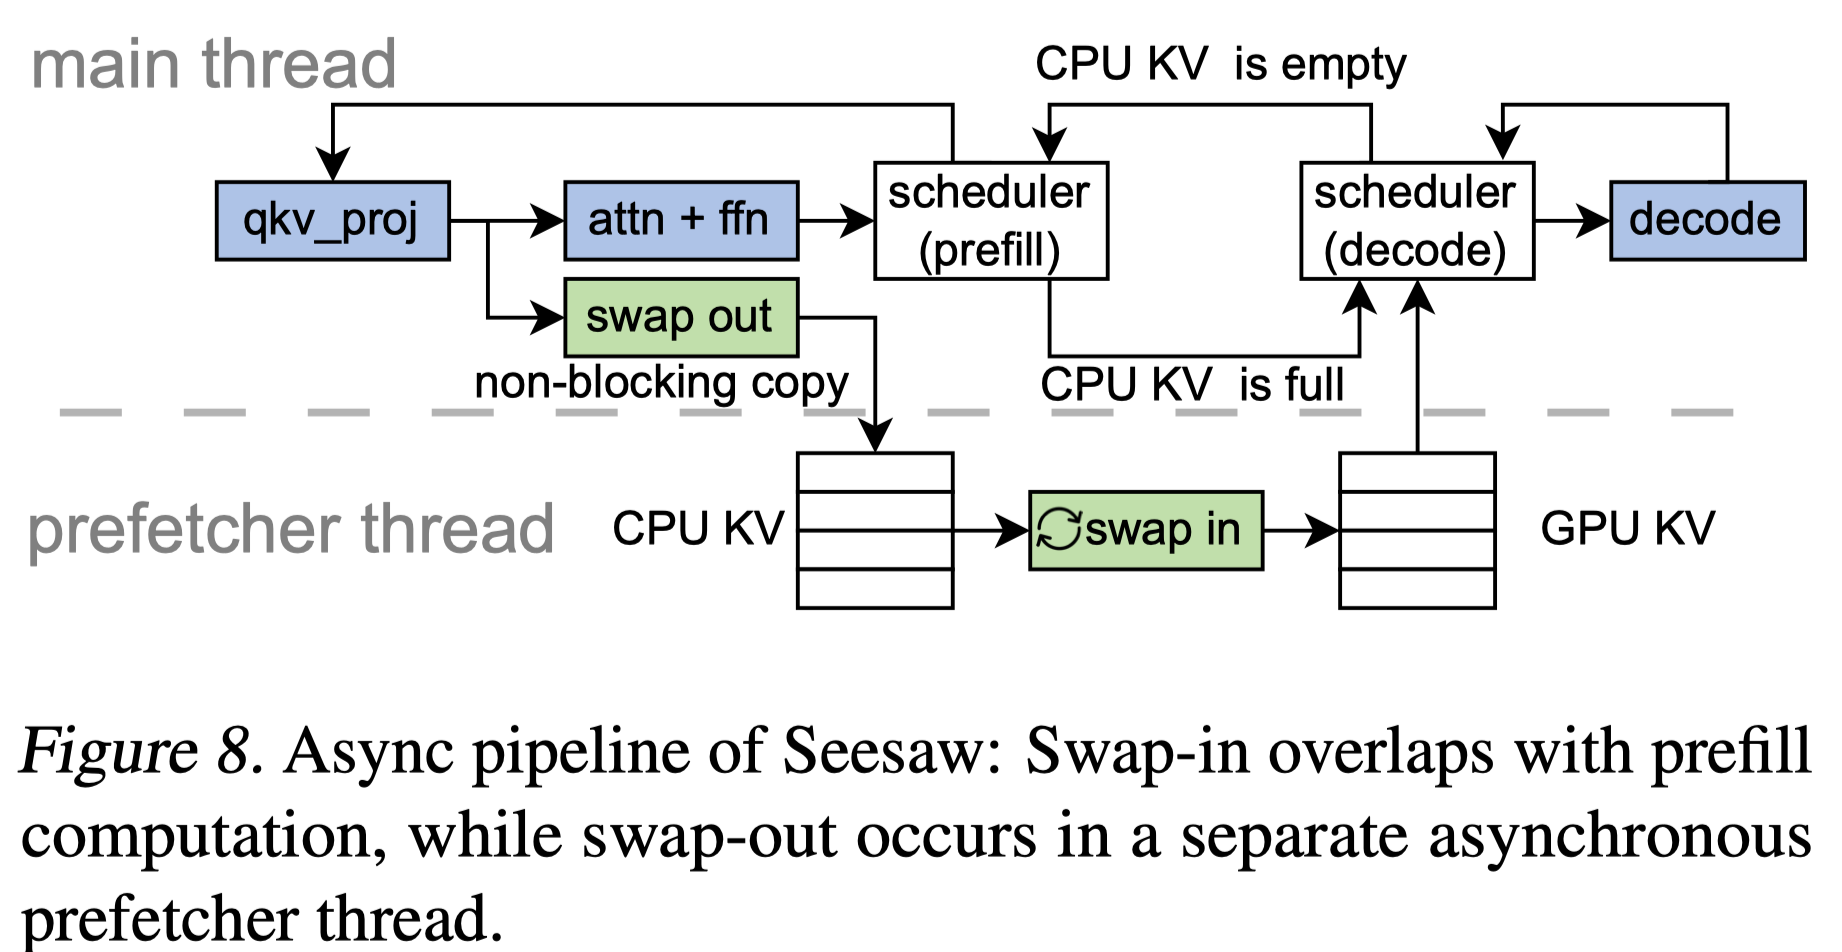 main thread
CPU KV is empty
qkv_proj
attn + ffn
scheduler
(prefill)
scheduler
(decode)
decode
swap out
non-blocking copy
CPU KV is full
prefetcher thread
CPU KV
swap in
GPU KV
Figure 8. Async pipeline of Seesaw: Swap-in overlaps with prefill
computation, while swap-out occurs in a separate asynchronous
prefetcher thread.